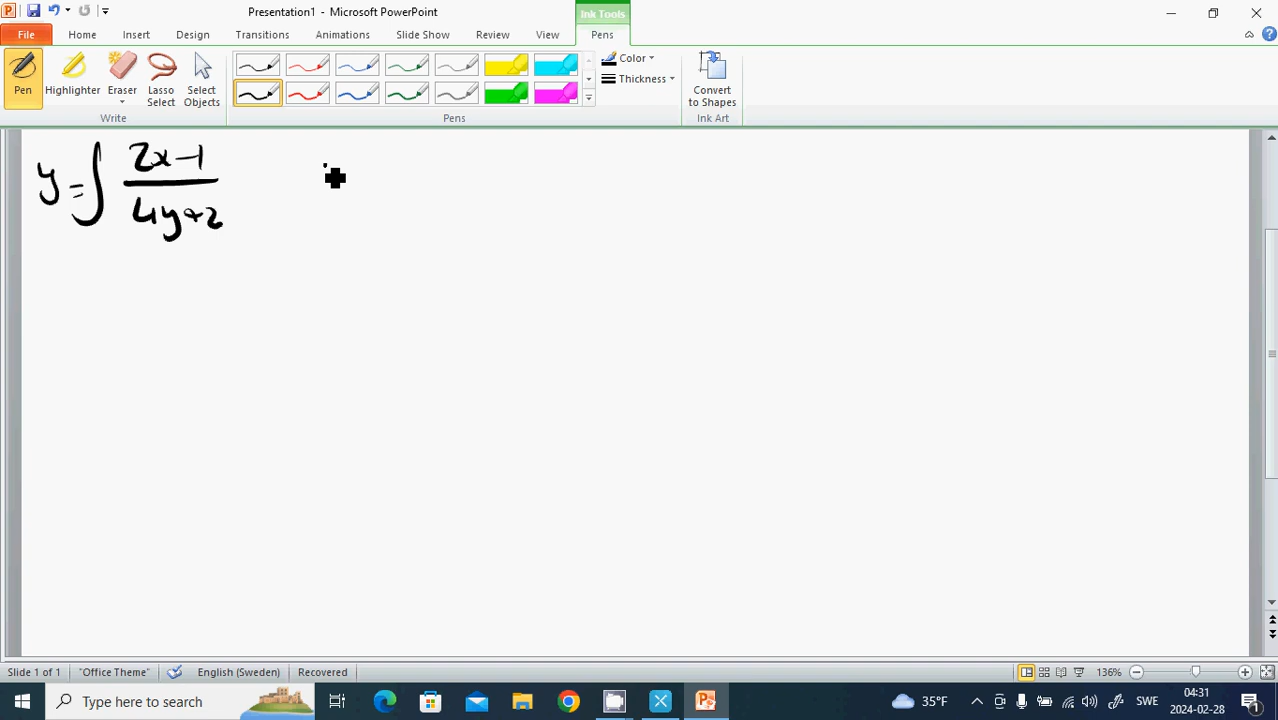 Presentation1 - Microsoft PowerPoint
Ink Tools
File Home Insert Design Transitions Animations Slide Show Review View Pens
Pen Highlighter Eraser Lasso Select Select Objects
Color
Thickness
Convert to Shapes
Write Pens Ink Art
y=∫ (2x-1)/(4y+2)
Slide 1 of 1 "Office Theme" English (Sweden) Recovered 136%
Type here to search 35°F SWE 04:31
2024-02-28 1